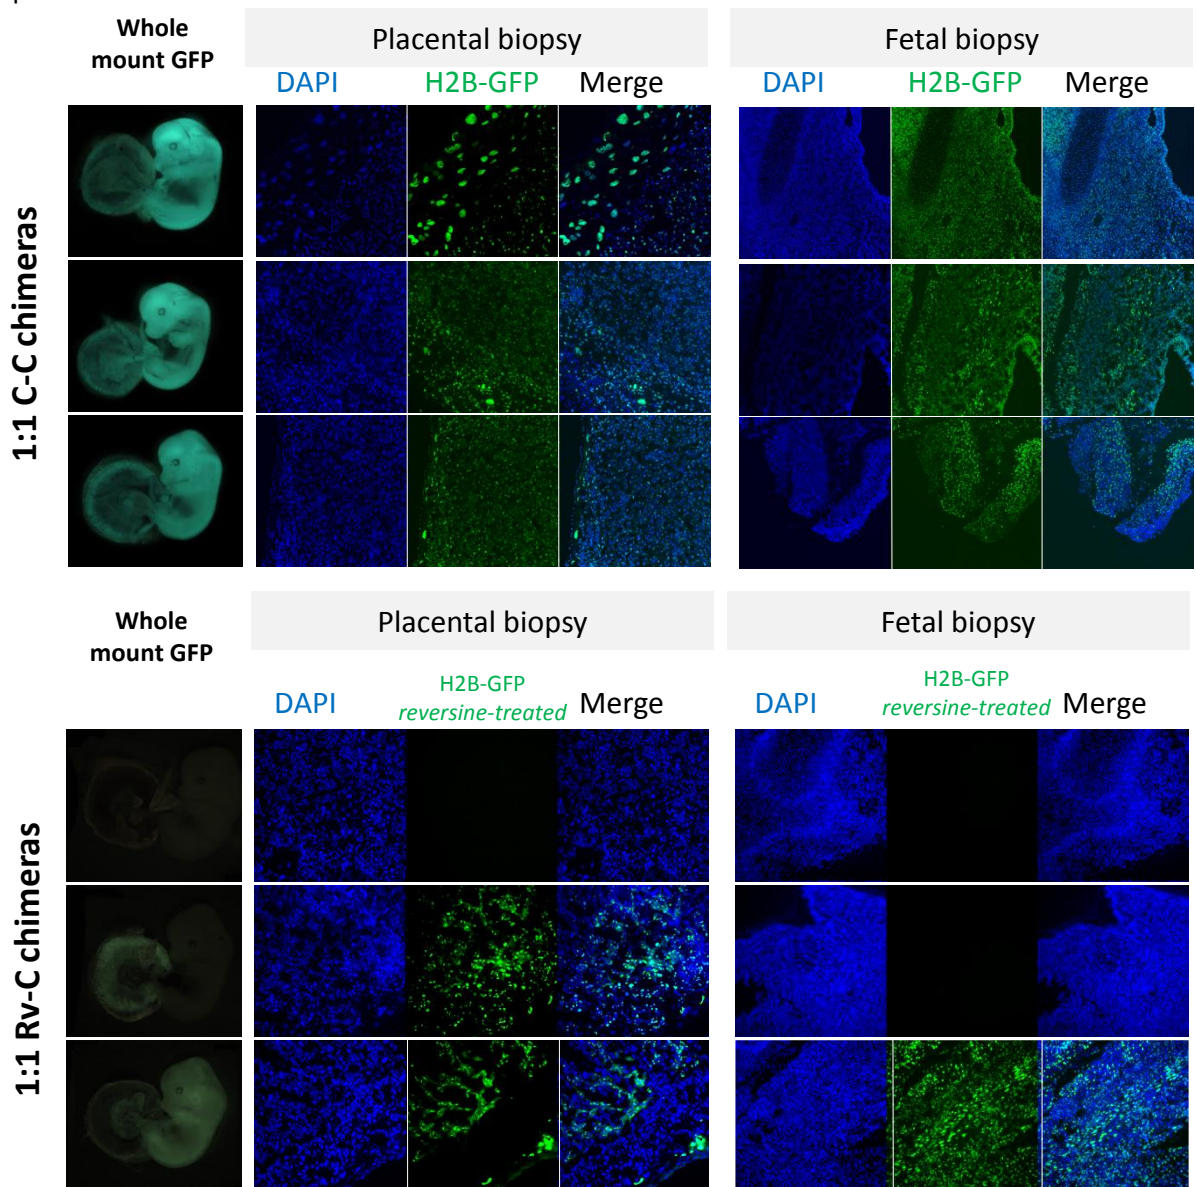 Whole
mount GFP
Placental biopsy
Fetal biopsy
DAPI
H2B-GFP
Merge
DAPI
H2B-GFP
Merge
1:1 C-C chimeras
Whole
mount GFP
Placental biopsy
Fetal biopsy
DAPI
H2B-GFP
reversine-treated
Merge
DAPI
H2B-GFP
reversine-treated
Merge
1:1 Rv-C chimeras